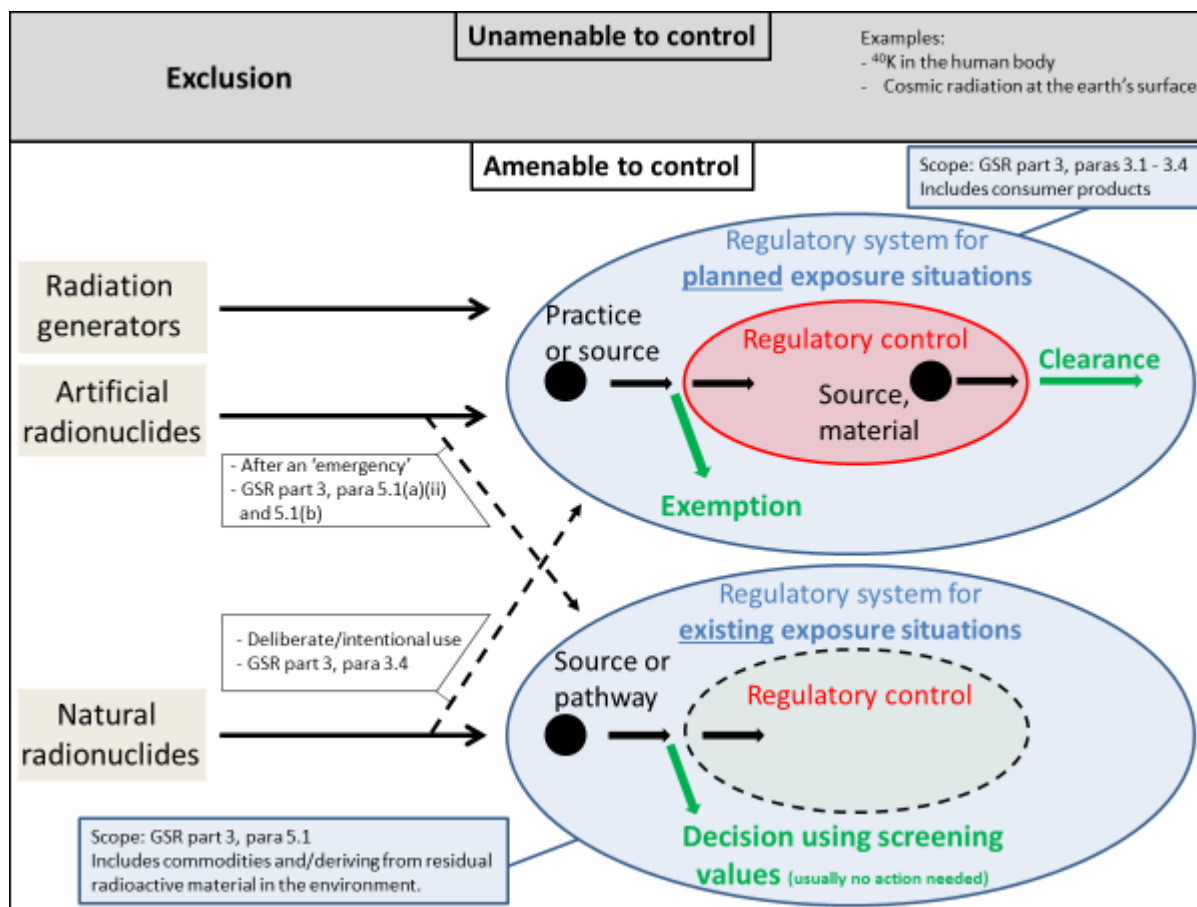 Unamenable to control
Exclusion
Examples:
- ⁴⁰K in the human body
- Cosmic radiation at the earth's surface
Amenable to control
Scope: GSR part 3, paras 3.1 - 3.4
Includes consumer products
Regulatory system for
planned exposure situations
Radiation
generators
Practice
or source
Regulatory control
Clearance
Source,
material
Artificial
radionuclides
- After an 'emergency'
- GSR part 3, para 5.1(a)(ii)
and 5.1(b)
Exemption
Regulatory system for
existing exposure situations
- Deliberate/intentional use
- GSR part 3, para 3.4
Source or
pathway
Regulatory control
Natural
radionuclides
Scope: GSR part 3, para 5.1
Includes commodities and/deriving from residual
radioactive material in the environment.
Decision using screening
values (usually no action needed)